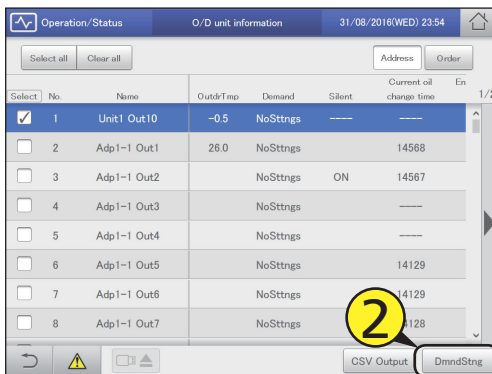 Operation/Status O/D unit information 31/08/2016(WED) 23:54
Select all Clear all Address Order
Select No. Name OutdrTmp Demand Silent Current oil change time En 1/2
1 Unit1 Out10 -0.5 NoSttngs ---- ----
2 Adp1-1 Out1 26.0 NoSttngs 14568
3 Adp1-1 Out2 NoSttngs ON 14567
4 Adp1-1 Out3 NoSttngs ----
5 Adp1-1 Out4 NoSttngs ----
6 Adp1-1 Out5 NoSttngs 14129
7 Adp1-1 Out6 NoSttngs 14129
8 Adp1-1 Out7 NoSttngs 4128
2
CSV Output DmndStng